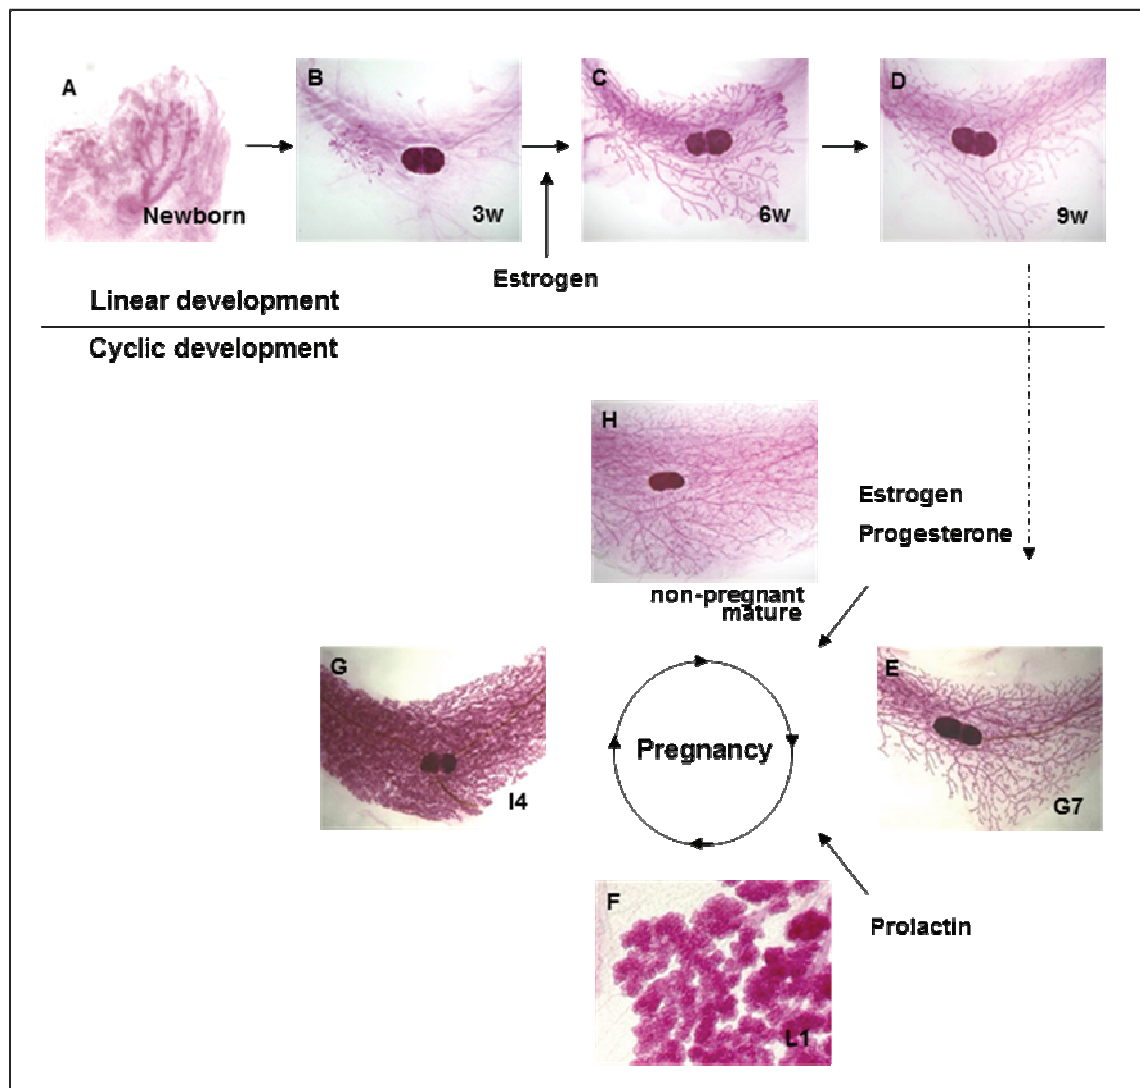 A
Newborn
B
3w
C
6w
D
9w
Estrogen
Linear development
Cyclic development
H
non-pregnant
mature
Estrogen
Progesterone
G
I4
Pregnancy
E
G7
F
L1
Prolactin